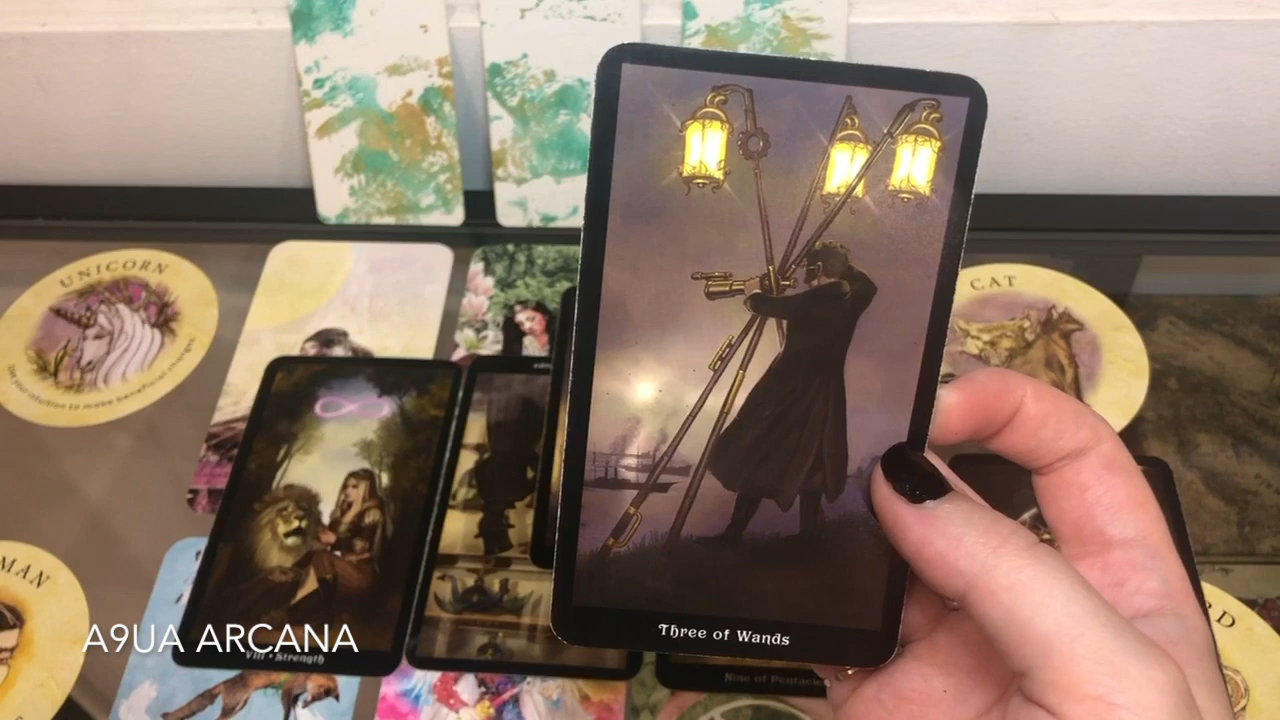 UNICORN
Use your intuition to make beneficial changes.
CAT
MAN
A9UA ARCANA
VIII • Strength
Three of Wands
Nine of Pentacles